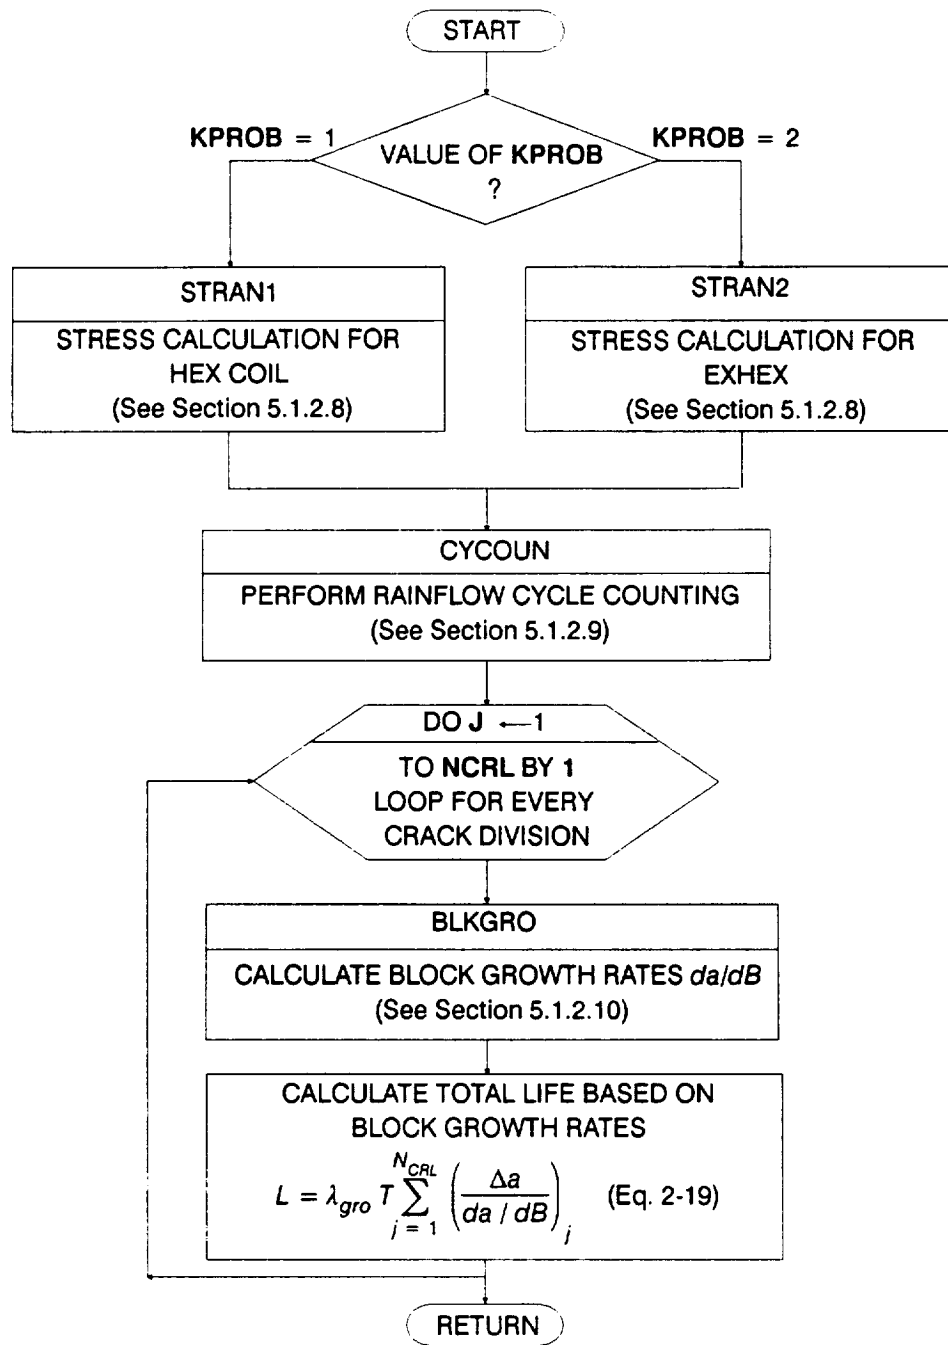 START
KPROB = 1
KPROB = 2
VALUE OF KPROB
?
STRAN1
STRESS CALCULATION FOR
HEX COIL
(See Section 5.1.2.8)
STRAN2
STRESS CALCULATION FOR
EXHEX
(See Section 5.1.2.8)
CYCOUN
PERFORM RAINFLOW CYCLE COUNTING
(See Section 5.1.2.9)
DO J ←1
TO NCRL BY 1
LOOP FOR EVERY
CRACK DIVISION
BLKGRO
CALCULATE BLOCK GROWTH RATES da/dB
(See Section 5.1.2.10)
CALCULATE TOTAL LIFE BASED ON
BLOCK GROWTH RATES
L = λ_gro T ∑_{j = 1}^{N_CRL} (Δa / (da / dB))_j (Eq. 2-19)
RETURN